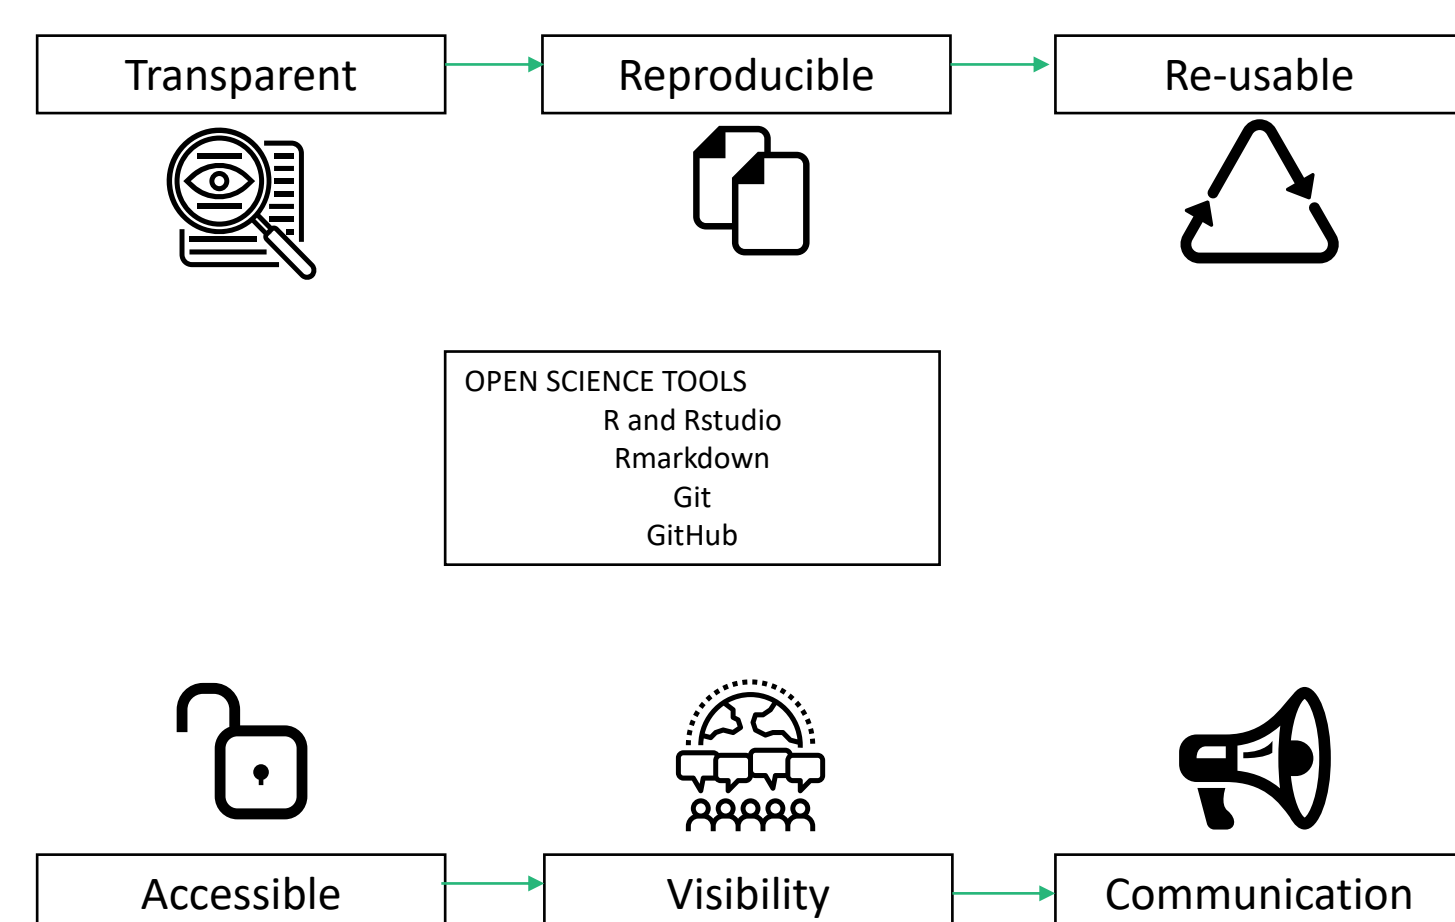 Transparent
Reproducible
Re-usable
OPEN SCIENCE TOOLS
R and Rstudio
Rmarkdown
Git
GitHub
Accessible
Visibility
Communication